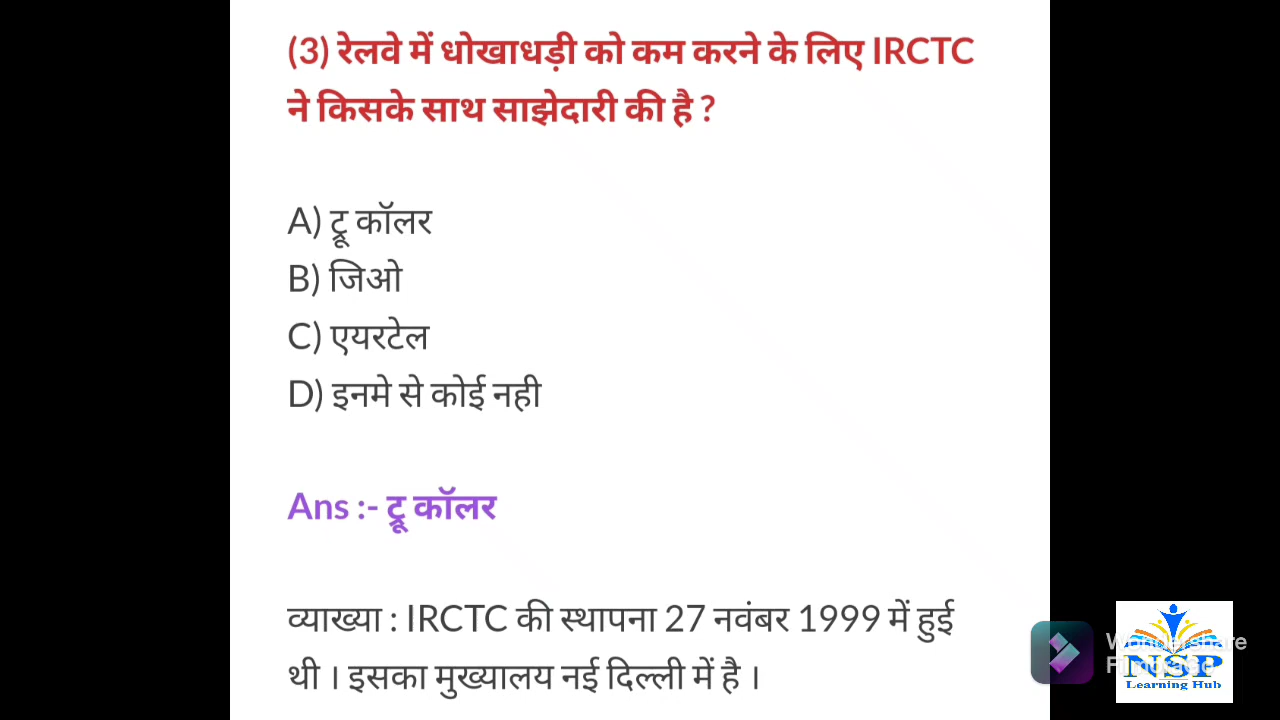 (3) रेलवे में धोखाधड़ी को कम करने के लिए IRCTC
ने किसके साथ साझेदारी की है ?
A) ट्रू कॉलर
B) जिओ
C) एयरटेल
D) इनमे से कोई नही
Ans :- ट्रू कॉलर
व्याख्या : IRCTC की स्थापना 27 नवंबर 1999 में हुई
थी । इसका मुख्यालय नई दिल्ली में है ।
Wondershare
NSP
Learning Hub